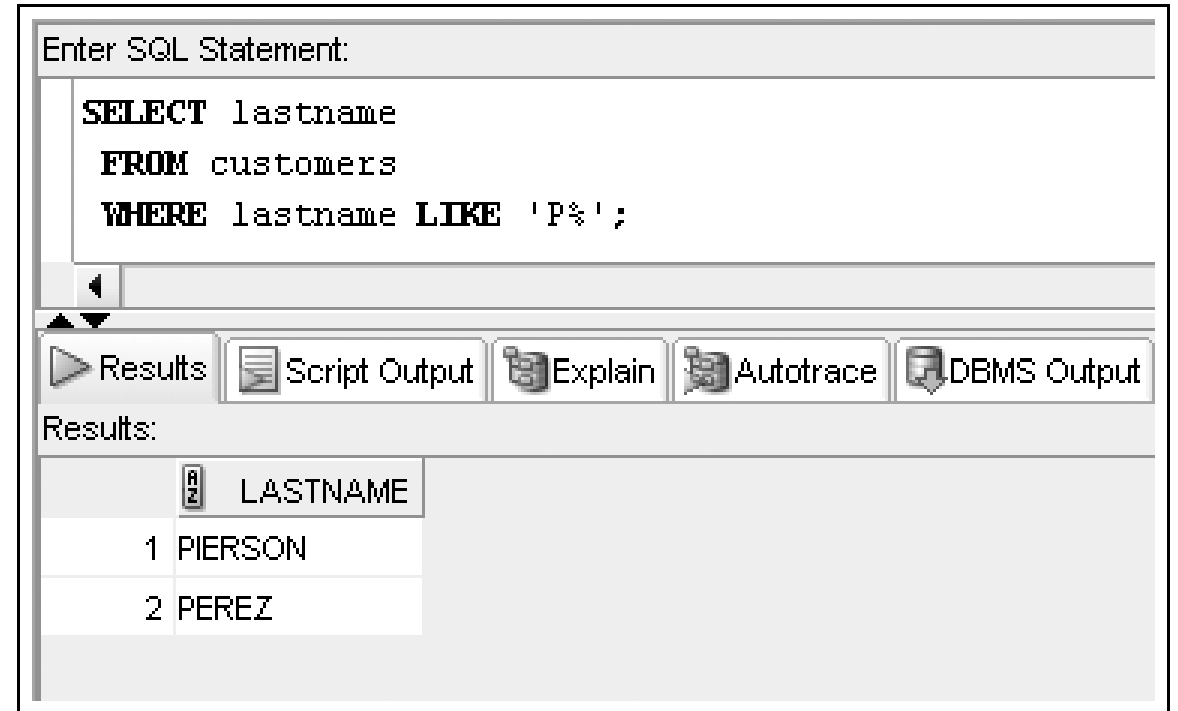 Enter SQL Statement:
SELECT lastname
FROM customers
WHERE lastname LIKE 'P%';
Results Script Output Explain Autotrace DBMS Output
Results:
A Z LASTNAME
1 PIERSON
2 PEREZ